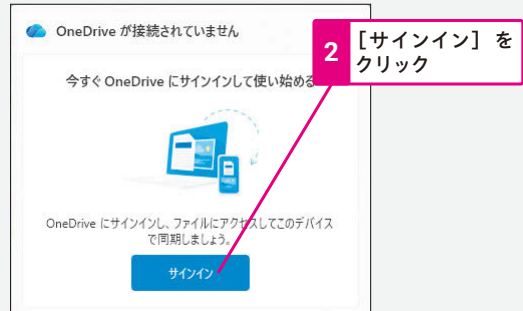 OneDrive が接続されていません
2 ［サインイン］を
クリック
今すぐ OneDrive にサインインして使い始める
OneDrive にサインインし、ファイルにアクセスしてこのデバイス
で同期しましょう。
サインイン